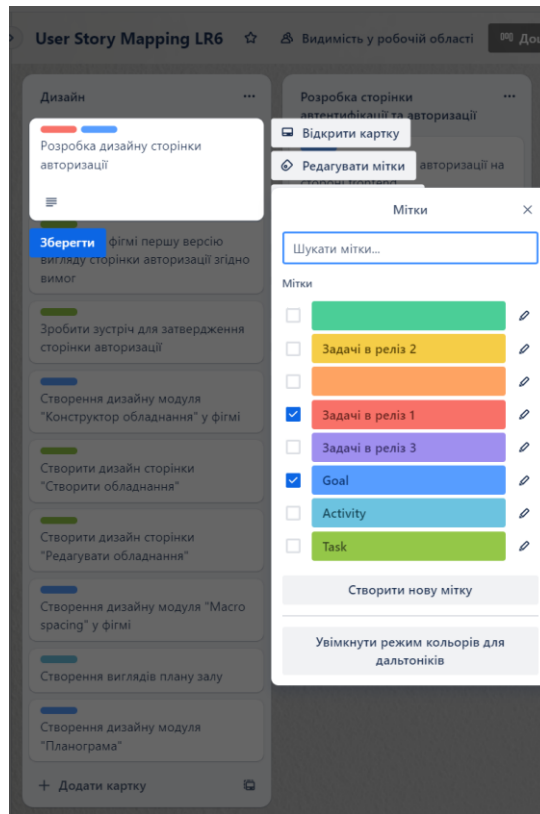 User Story Mapping LR6
Видимість у робочій області
Дизайн
Розробка сторінки
автентифікації та авторизації
Розробка дизайну сторінки
авторизації
Відкрити картку
Редагувати мітки
авторизації на
стороні frontend
Зберегти
фігмі першу версію
вигляду сторінки авторизації згідно
вимог
Зробити зустріч для затвердження
сторінки авторизації
Створення дизайну модуля
"Конструктор обладнання" у фігмі
Створити дизайн сторінки
"Створити обладнання"
Створити дизайн сторінки
"Редагувати обладнання"
Створення дизайну модуля "Macro
spacing" у фігмі
Створення виглядів плану залу
Створення дизайну модуля
"Планограма"
Додати картку
Мітки
Шукати мітки...
Мітки
Задачі в реліз 2
Задачі в реліз 1
Задачі в реліз 3
Goal
Activity
Task
Створити нову мітку
Увімкнути режим кольорів для
дальтоніків